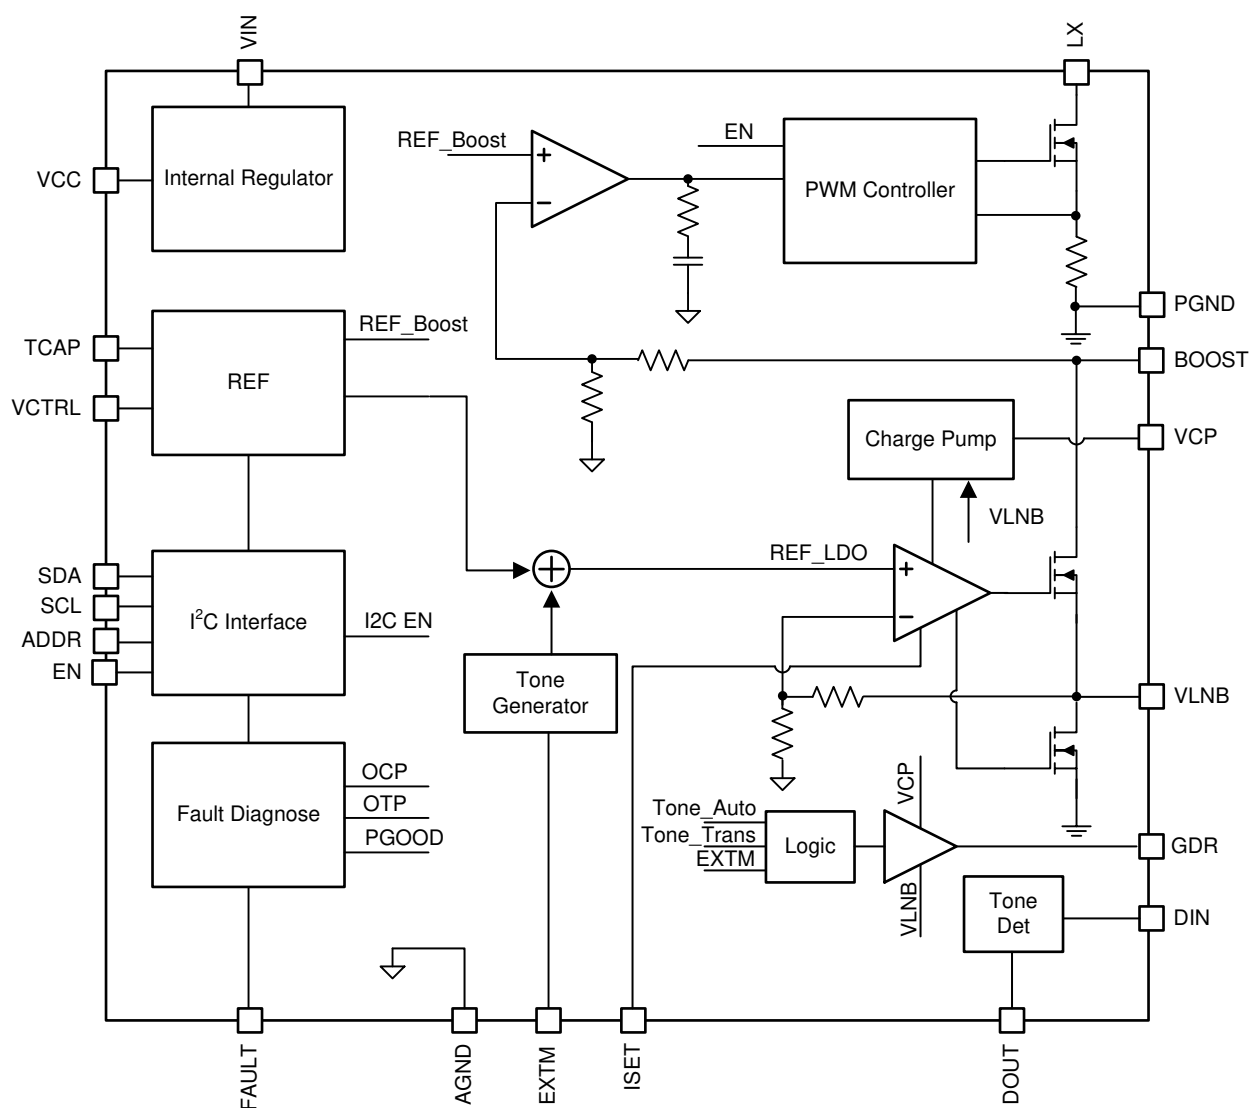 VIN
LX
VCC
Internal Regulator
REF_Boost
+
−
EN
PWM Controller
PGND
BOOST
TCAP
VCTRL
REF
REF_Boost
Charge Pump
VCP
VLNB
REF_LDO
+
−
SDA
SCL
ADDR
EN
I²C Interface
I2C EN
Tone
Generator
VLNB
Fault Diagnose
OCP
OTP
PGOOD
Tone_Auto
Tone_Trans
EXTM
Logic
VCP
VLNB
GDR
Tone
Det
DIN
FAULT
AGND
EXTM
ISET
DOUT